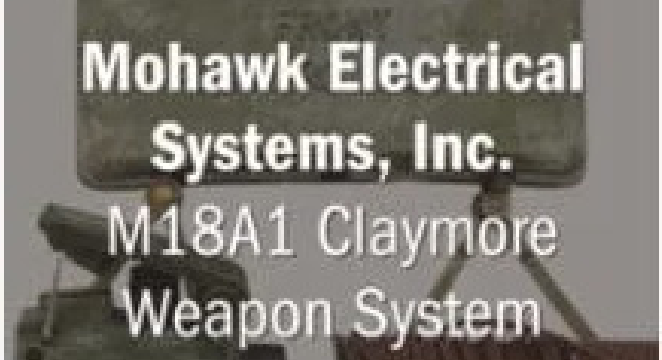 Mohawk Electrical
Systems, Inc.
M18A1 Claymore
Weapon System